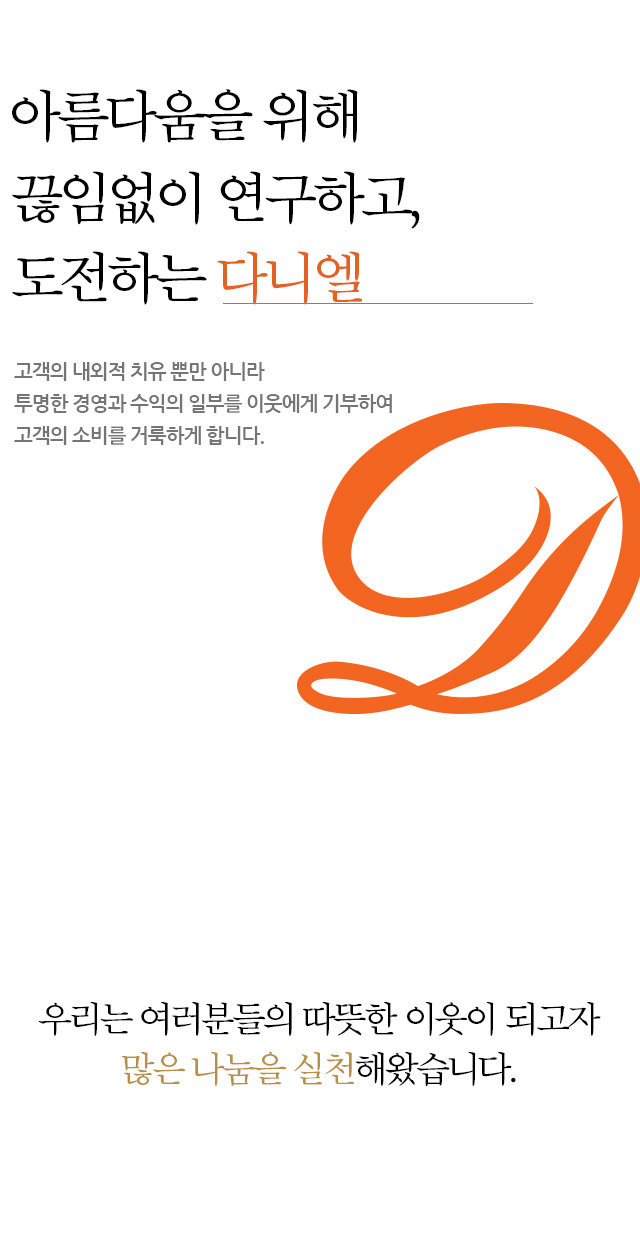 아름다움을 위해
끊임없이 연구하고,
도전하는 다니엘
고객의 내외적 치유 뿐만 아니라
투명한 경영과 수익의 일부를 이웃에게 기부하여
고객의 소비를 거룩하게 합니다.
D
우리는 여러분들의 따뜻한 이웃이 되고자
많은 나눔을 실천해왔습니다.